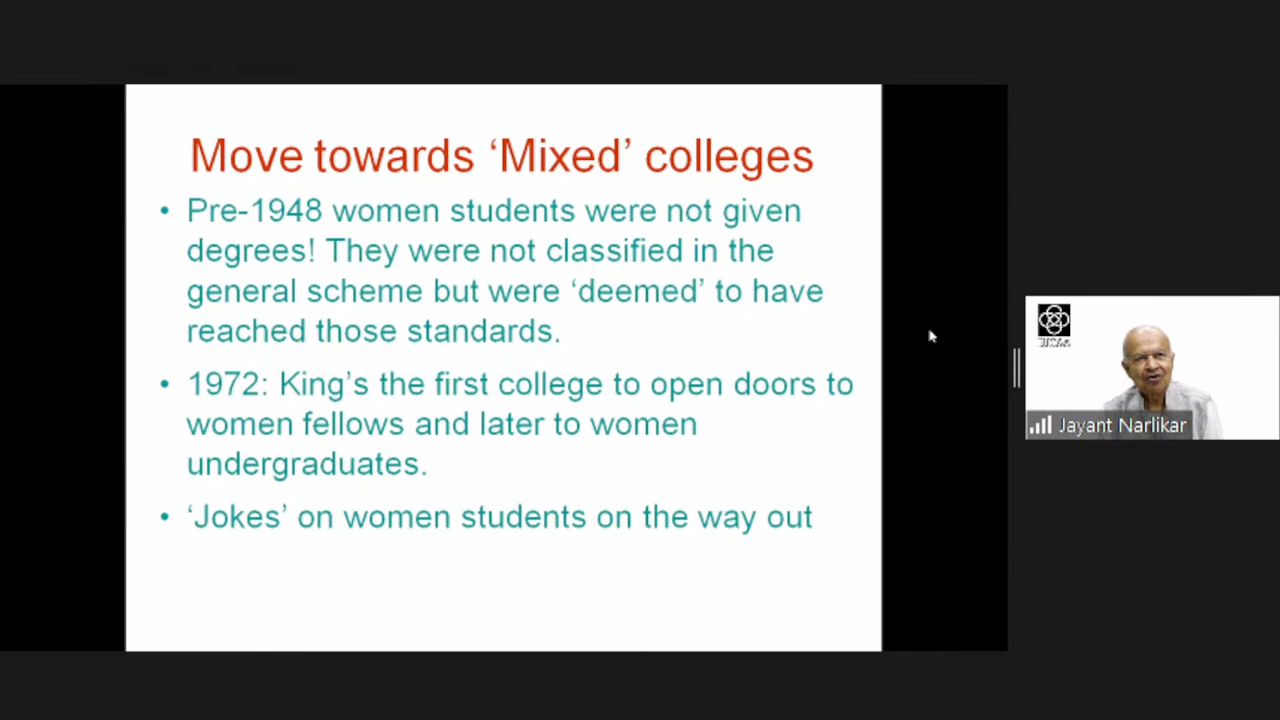 Move towards ‘Mixed’ colleges
• Pre-1948 women students were not given
degrees! They were not classified in the
general scheme but were ‘deemed’ to have
reached those standards.
• 1972: King’s the first college to open doors to
women fellows and later to women
undergraduates.
• ‘Jokes’ on women students on the way out
Jayant Narlikar